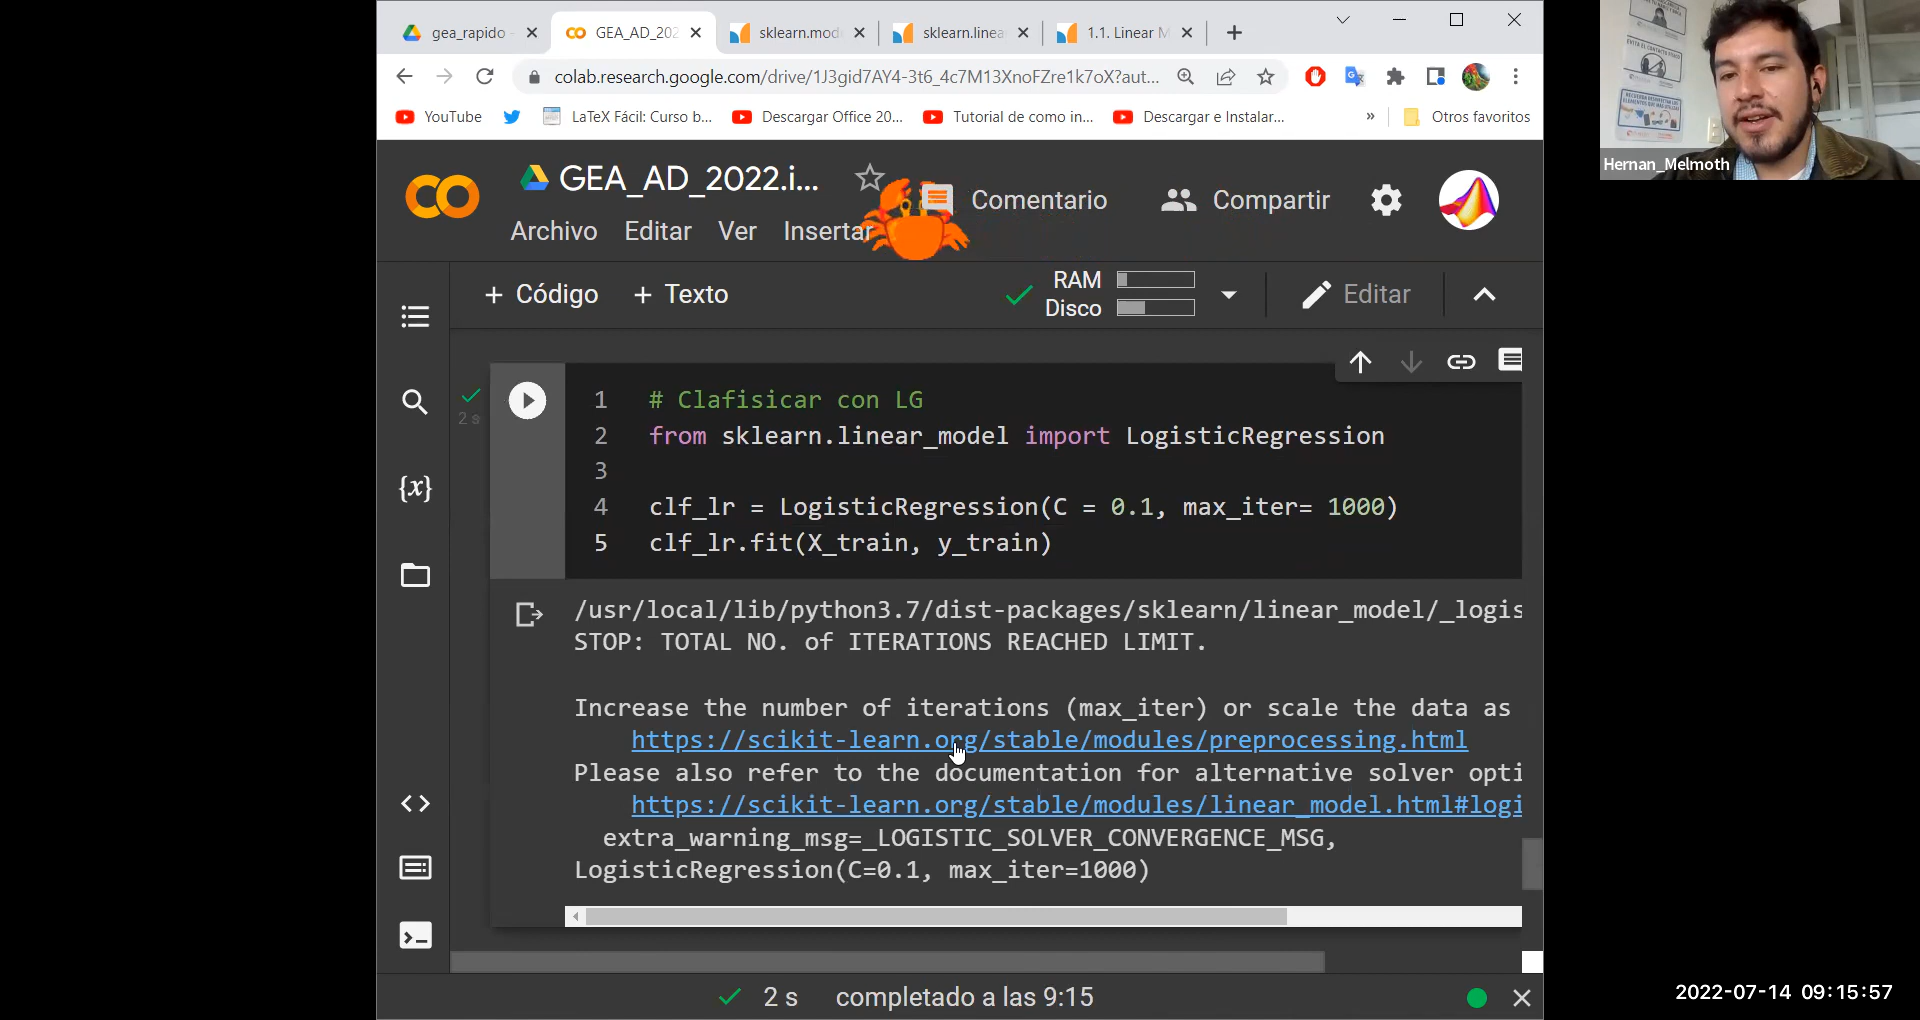 gea_rapido
GEA_AD_202
sklearn.mod
sklearn.linea
1.1. Linear M
colab.research.google.com/drive/1J3gid7AY4-3t6_4c7M13XnoFZre1k7oX?aut...
YouTube
LaTeX Fácil: Curso b...
Descargar Office 20...
Tutorial de como in...
Descargar e Instalar...
»
Otros favoritos
GEA_AD_2022.i...
Comentario
Compartir
Archivo Editar Ver Insertar
+ Código + Texto
RAM
Disco
Editar
1 # Clafisicar con LG
2 from sklearn.linear_model import LogisticRegression
3
4 clf_lr = LogisticRegression(C = 0.1, max_iter= 1000)
5 clf_lr.fit(X_train, y_train)
2 s
/usr/local/lib/python3.7/dist-packages/sklearn/linear_model/_logis
STOP: TOTAL NO. of ITERATIONS REACHED LIMIT.
Increase the number of iterations (max_iter) or scale the data as
https://scikit-learn.org/stable/modules/preprocessing.html
Please also refer to the documentation for alternative solver opti
https://scikit-learn.org/stable/modules/linear_model.html#logi
extra_warning_msg=_LOGISTIC_SOLVER_CONVERGENCE_MSG,
LogisticRegression(C=0.1, max_iter=1000)
2 s completado a las 9:15
Hernan_Melmoth
2022-07-14 09:15:57